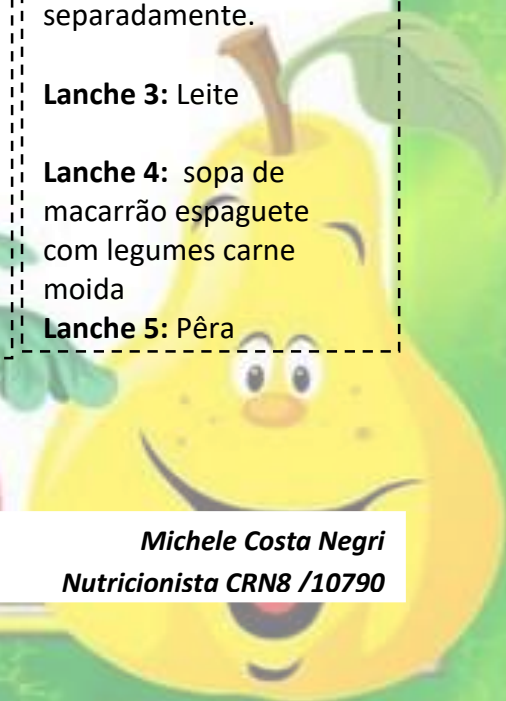 separadamente.
Lanche 3: Leite
Lanche 4: sopa de
macarrão espaguete
com legumes carne
moida
Lanche 5: Pêra
Michele Costa Negri
Nutricionista CRN8 /10790